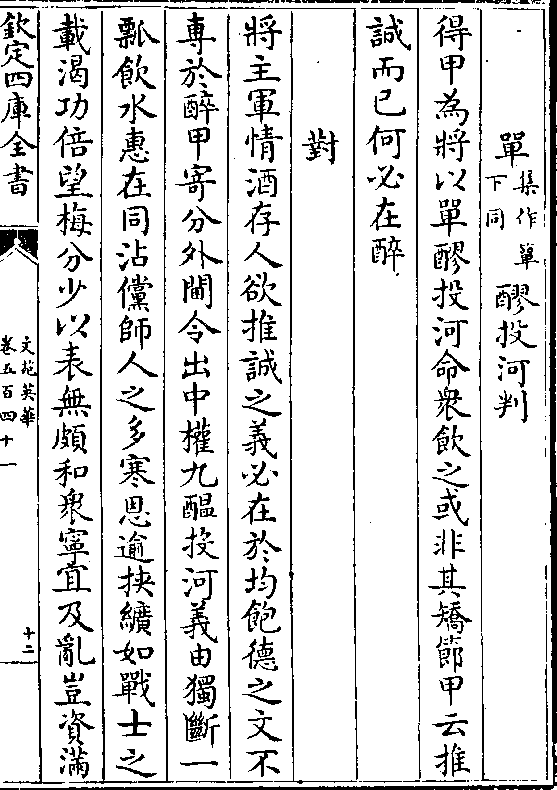 單集作簞下同醪投河判
得甲為將以單醪投河命衆飲之或非其矯節甲云推
誠而已何必在醉
對
將主軍情酒存人欲推誠之義必在於均飽德之文不
專於醉甲寄分外閫令出中權九醖投河義由獨斷一
瓢飲水惠在同沾儻師人之多寒恩逾挾纊如戰士之
載渴功倍望梅分少以表無頗和衆寧宜及亂豈資滿
欽定四庫全書
文苑英華
卷五百四十一
十二